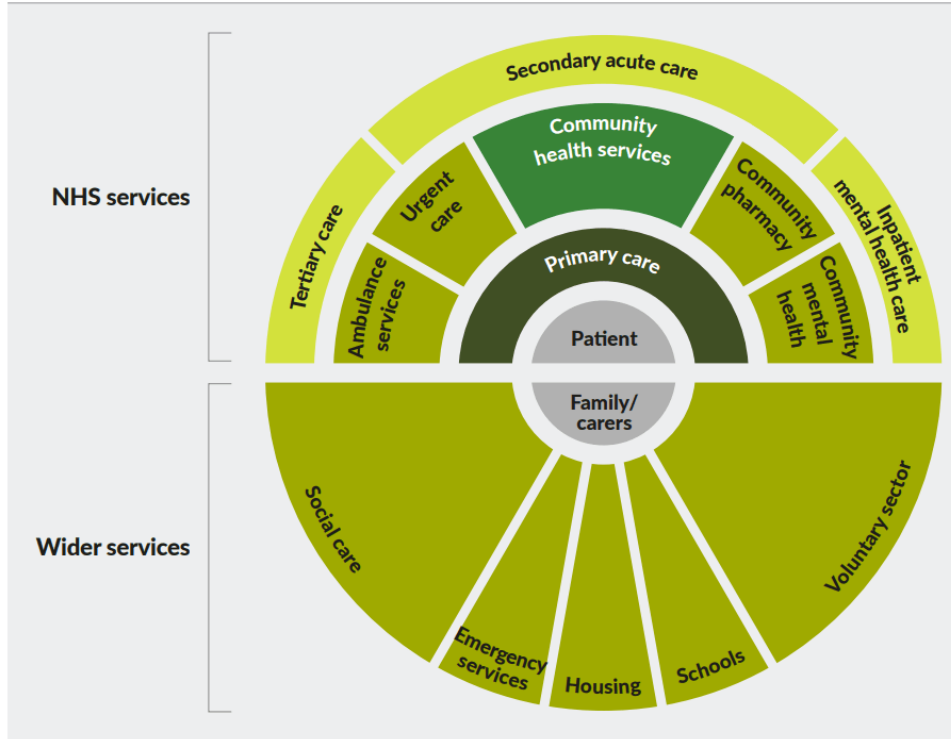 NHS services
Secondary acute care
Tertiary care
Inpatient
mental health care
Community
health services
Urgent
care
Community
pharmacy
Ambulance
services
Community
mental
health
Primary care
Patient
Wider services
Family/
carers
Social care
Emergency
services
Housing
Schools
Voluntary sector